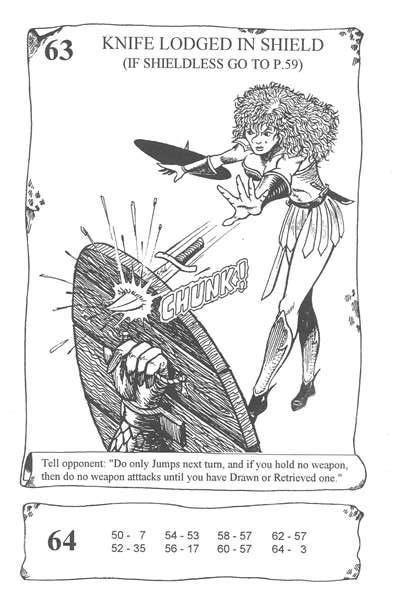 63
KNIFE LODGED IN SHIELD
(IF SHIELDLESS GO TO P.59)
CHUNK!
Tell opponent: "Do only Jumps next turn, and if you hold no weapon,
then do no weapon atttacks until you have Drawn or Retrieved one."
64
50 - 7 54 - 53 58 - 57 62 - 57
52 - 35 56 - 17 60 - 57 64 - 3